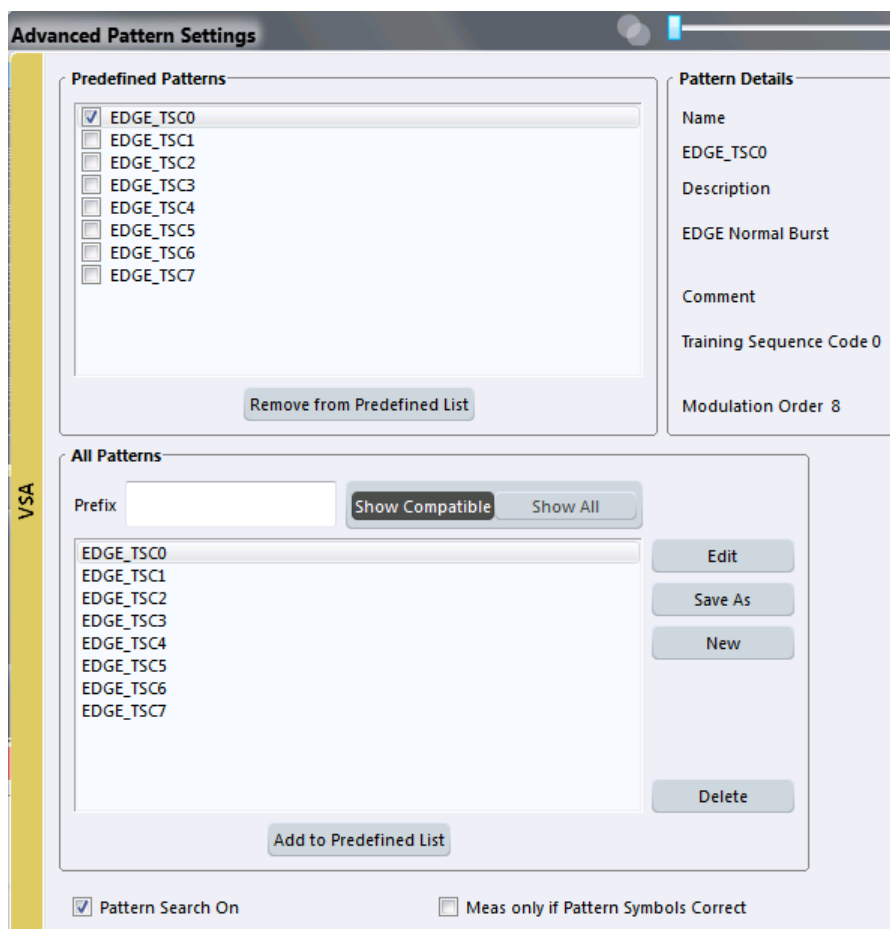 Advanced Pattern Settings
VSA
Predefined Patterns
EDGE_TSC0
EDGE_TSC1
EDGE_TSC2
EDGE_TSC3
EDGE_TSC4
EDGE_TSC5
EDGE_TSC6
EDGE_TSC7
Remove from Predefined List
Pattern Details
Name
EDGE_TSC0
Description
EDGE Normal Burst
Comment
Training Sequence Code 0
Modulation Order 8
All Patterns
Prefix
Show Compatible
Show All
EDGE_TSC0
EDGE_TSC1
EDGE_TSC2
EDGE_TSC3
EDGE_TSC4
EDGE_TSC5
EDGE_TSC6
EDGE_TSC7
Edit
Save As
New
Delete
Add to Predefined List
Pattern Search On
Meas only if Pattern Symbols Correct